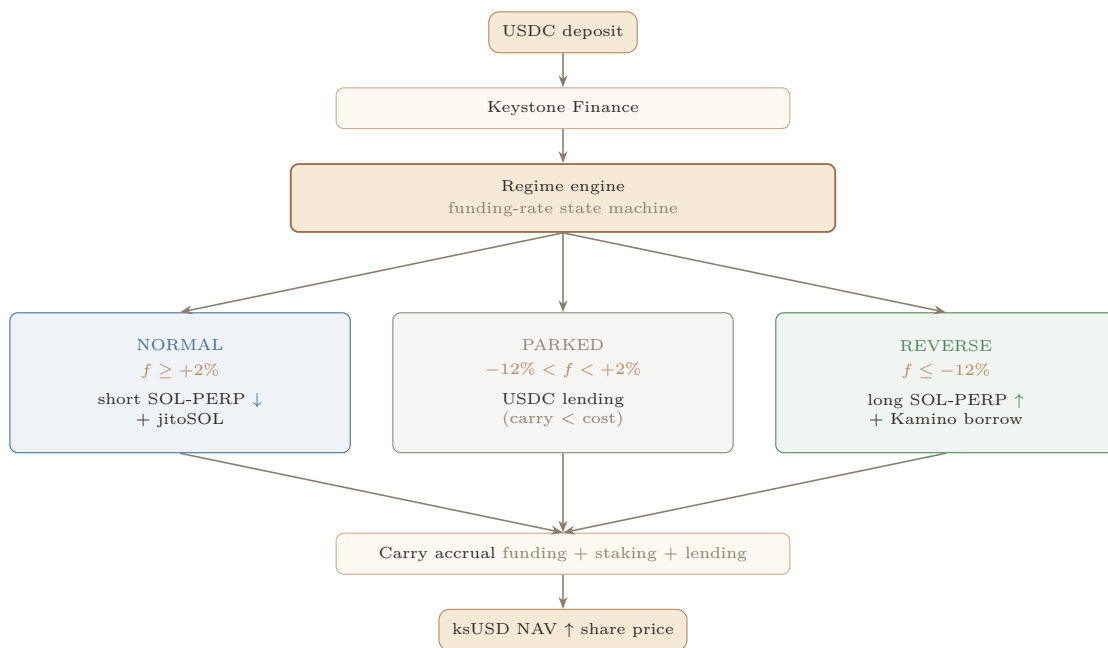 USDC deposit
Keystone Finance
Regime engine
funding-rate state machine
NORMAL
f ≥ +2%
short SOL-PERP ↓
+ jitoSOL
PARKED
−12% < f < +2%
USDC lending
(carry < cost)
REVERSE
f ≤ −12%
long SOL-PERP ↑
+ Kamino borrow
Carry accrual funding + staking + lending
ksUSD NAV ↑ share price